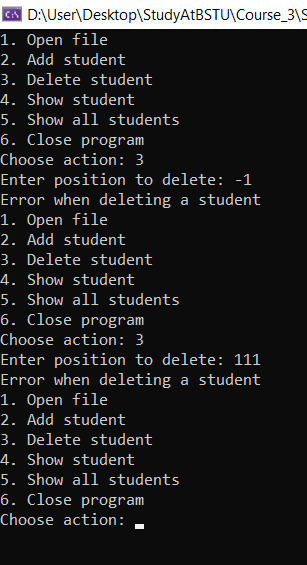 D:\User\Desktop\StudyAtBSTU\Course_3\S
1. Open file
2. Add student
3. Delete student
4. Show student
5. Show all students
6. Close program
Choose action: 3
Enter position to delete: -1
Error when deleting a student
1. Open file
2. Add student
3. Delete student
4. Show student
5. Show all students
6. Close program
Choose action: 3
Enter position to delete: 111
Error when deleting a student
1. Open file
2. Add student
3. Delete student
4. Show student
5. Show all students
6. Close program
Choose action: